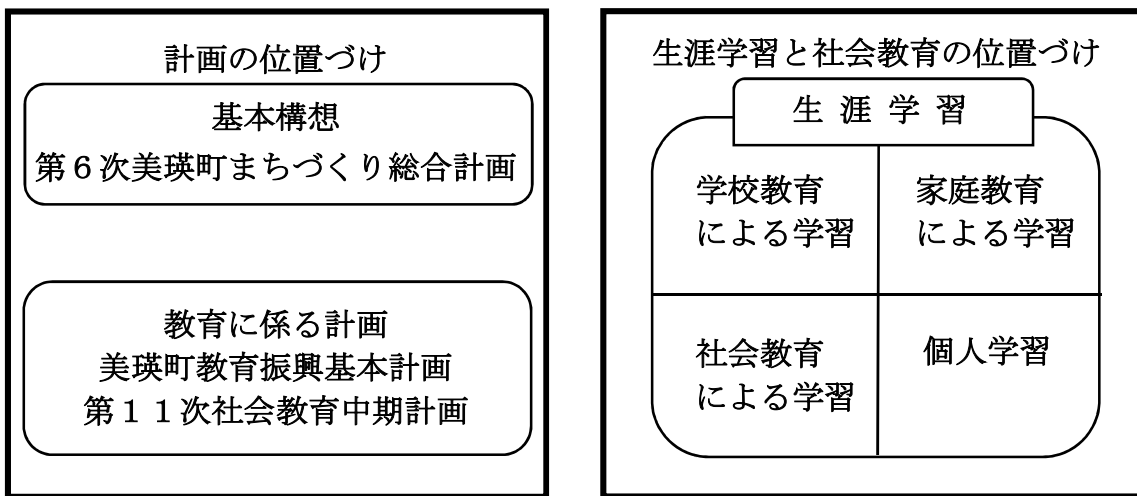 計画の位置づけ
基本構想
第６次美瑛町まちづくり総合計画
教育に係る計画
美瑛町教育振興基本計画
第１１次社会教育中期計画
生涯学習と社会教育の位置づけ
生 涯 学 習
学校教育
による学習
家庭教育
による学習
社会教育
による学習
個人学習